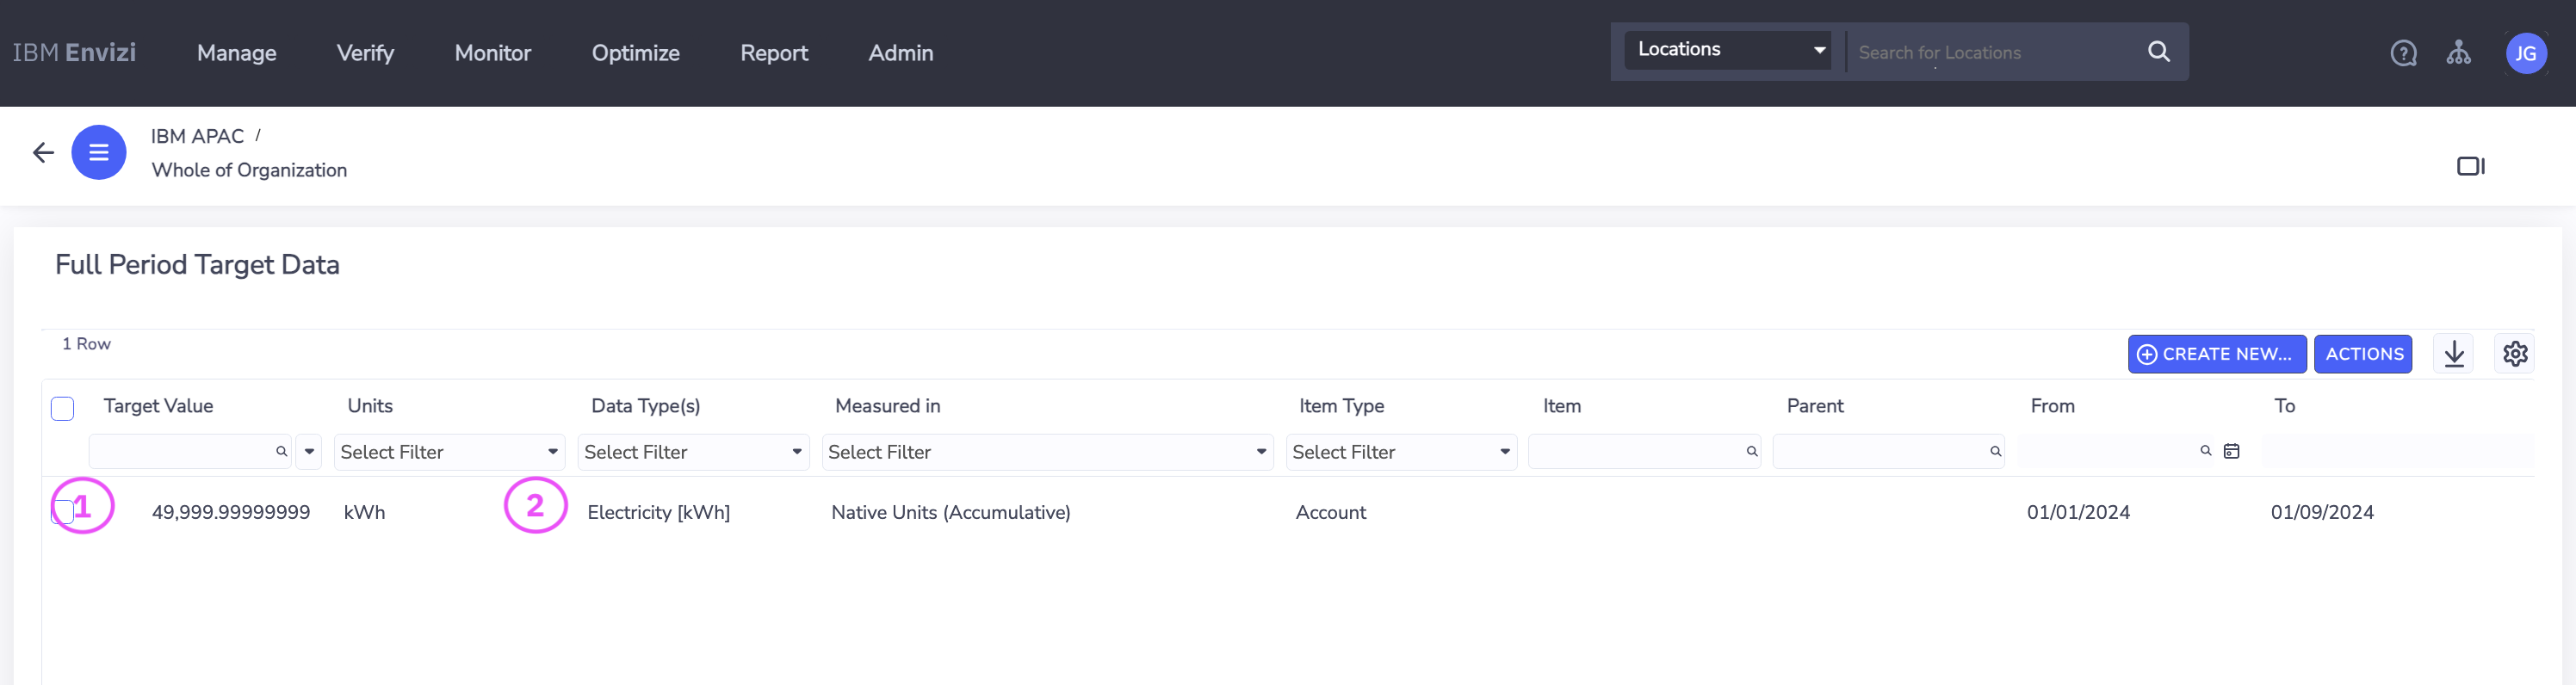 IBM Envizi Manage Verify Monitor Optimize Report Admin Locations Search for Locations JG
IBM APAC /
Whole of Organization
Full Period Target Data
1 Row CREATE NEW... ACTIONS
Target Value Units Data Type(s) Measured in Item Type Item Parent From To
Select Filter Select Filter Select Filter Select Filter
1 49,999.99999999 kWh 2 Electricity [kWh] Native Units (Accumulative) Account 01/01/2024 01/09/2024